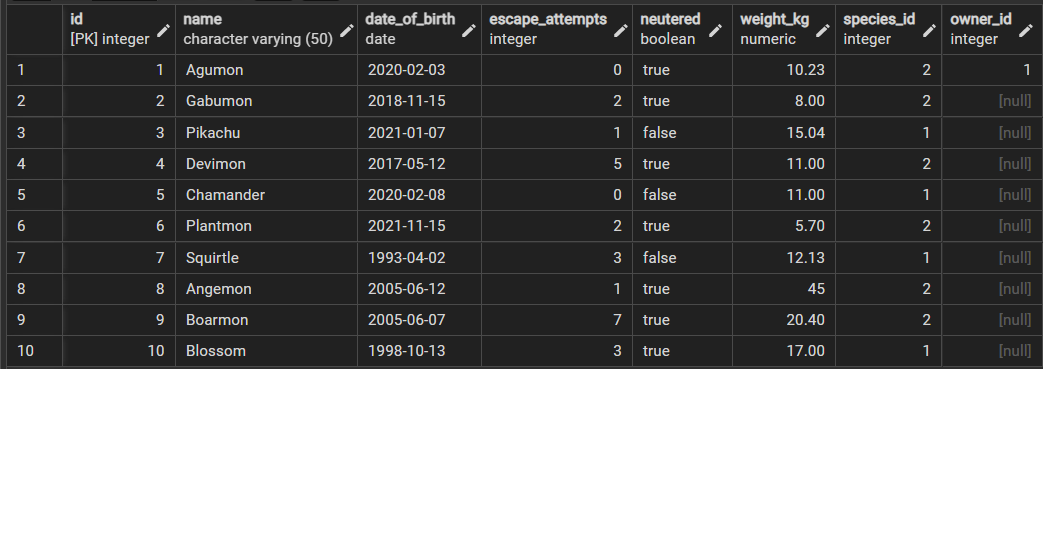 id name date_of_birth escape_attempts neutered weight_kg species_id owner_id
[PK] integer character varying (50) date integer boolean numeric integer integer
1 1 Agumon 2020-02-03 0 true 10.23 2 1
2 2 Gabumon 2018-11-15 2 true 8.00 2 [null]
3 3 Pikachu 2021-01-07 1 false 15.04 1 [null]
4 4 Devimon 2017-05-12 5 true 11.00 2 [null]
5 5 Chamander 2020-02-08 0 false 11.00 1 [null]
6 6 Plantmon 2021-11-15 2 true 5.70 2 [null]
7 7 Squirtle 1993-04-02 3 false 12.13 1 [null]
8 8 Angemon 2005-06-12 1 true 45 2 [null]
9 9 Boarmon 2005-06-07 7 true 20.40 2 [null]
10 10 Blossom 1998-10-13 3 true 17.00 1 [null]